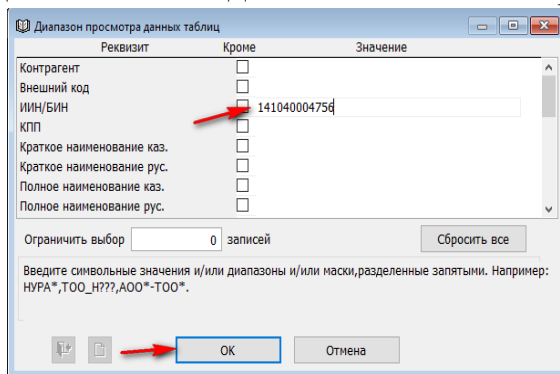 Диапазон просмотра данных таблиц
Реквизит Кроме Значение
Контрагент
Внешний код
ИИН/БИН 141040004756
КПП
Краткое наименование каз.
Краткое наименование рус.
Полное наименование каз.
Полное наименование рус.
Ограничить выбор 0 записей Сбросить все
Введите символьные значения и/или диапазоны и/или маски,разделенные запятыми. Например:
НУРА*,ТОО_Н???,АОО*-ТОО*.
ОК Отмена